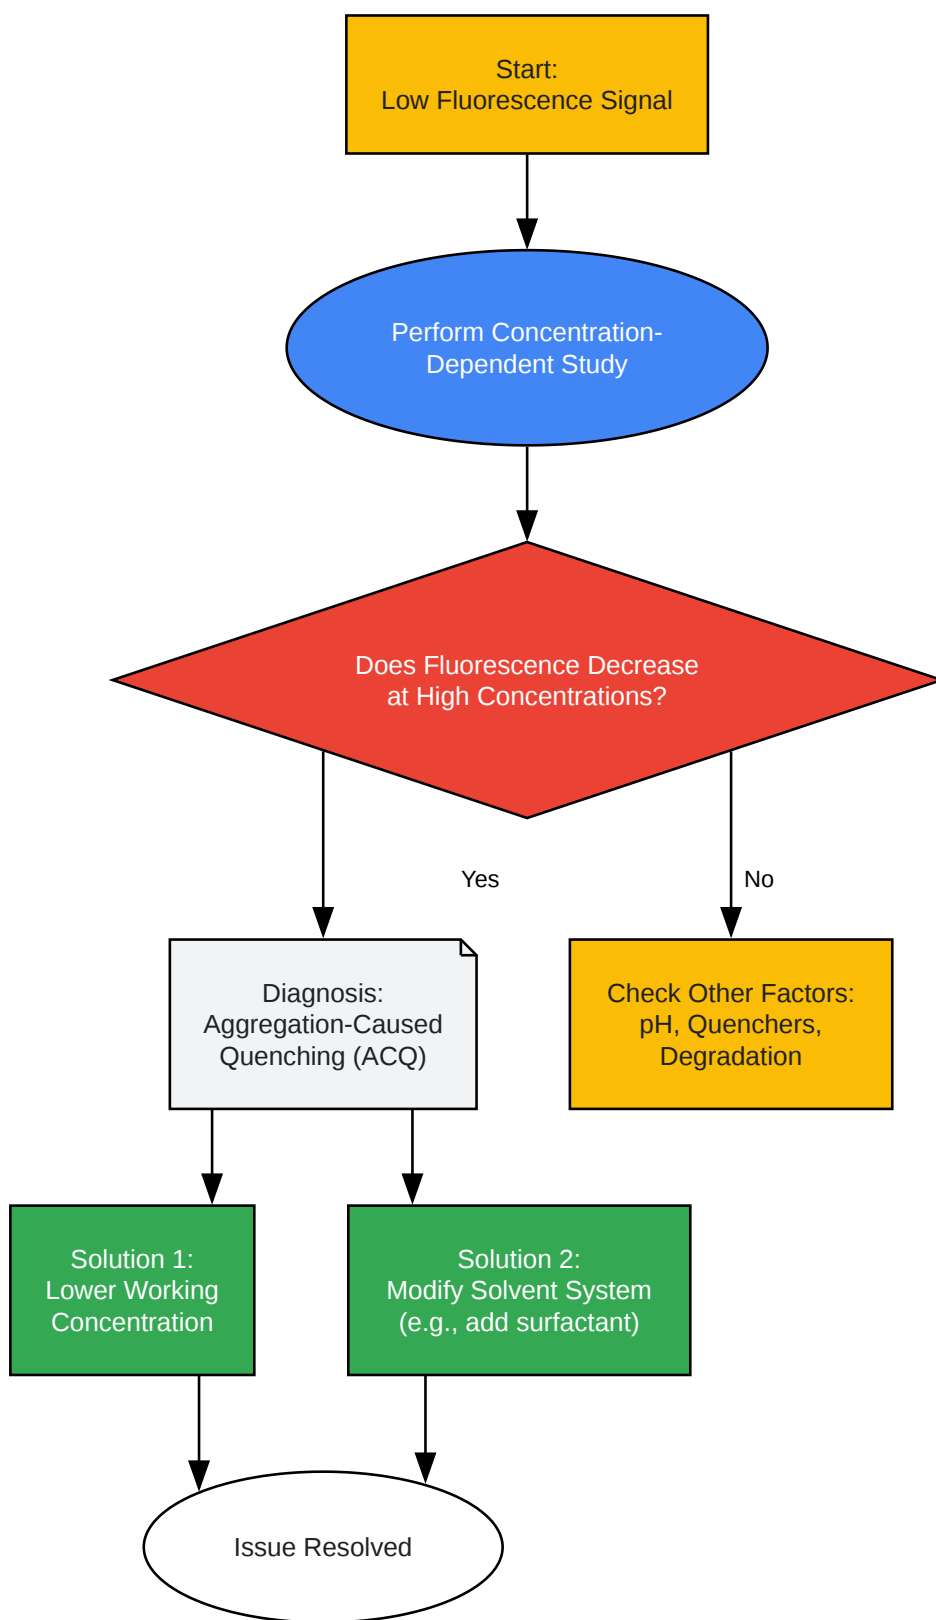 Start:
Low Fluorescence Signal
Perform Concentration-
Dependent Study
Does Fluorescence Decrease
at High Concentrations?
Yes
No
Diagnosis:
Aggregation-Caused
Quenching (ACQ)
Check Other Factors:
pH, Quenchers,
Degradation
Solution 1:
Lower Working
Concentration
Solution 2:
Modify Solvent System
(e.g., add surfactant)
Issue Resolved